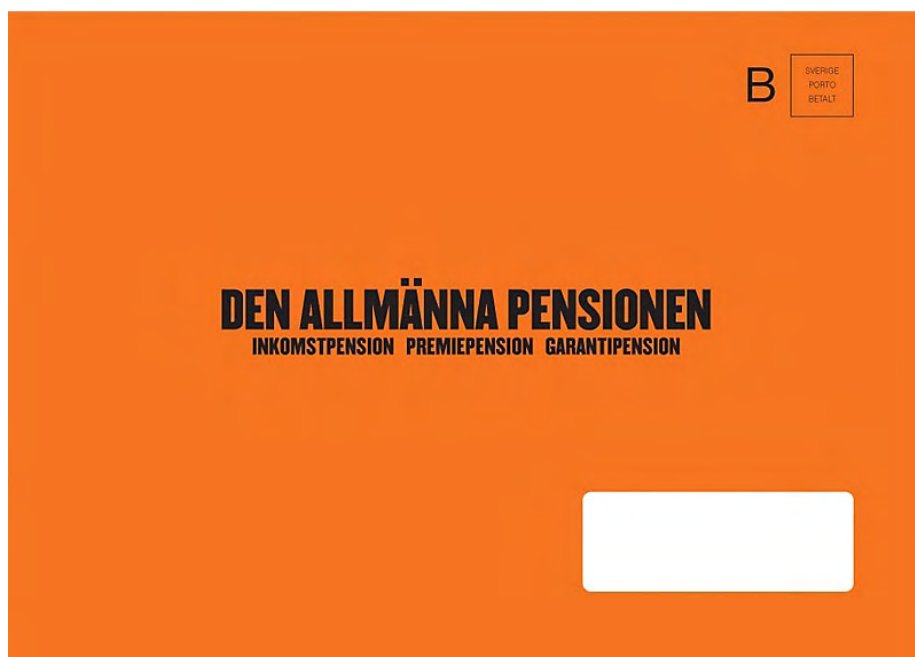 B
SVERIGE
PORTO
BETALT
DEN ALLMÄNNA PENSIONEN
INKOMSTPENSION PREMIEPENSION GARANTIPENSION